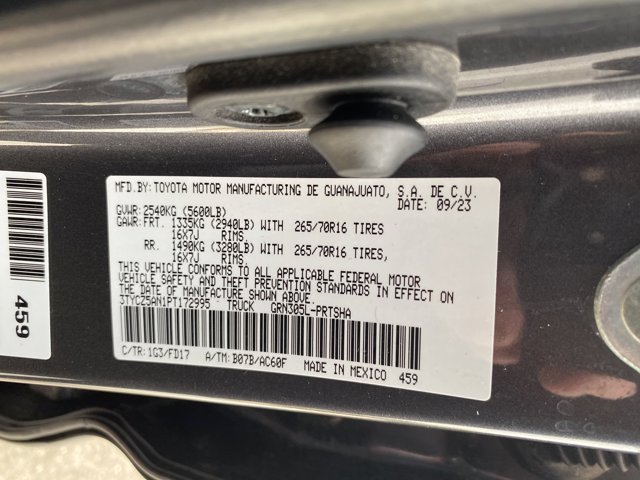 MFD.BY:TOYOTA MOTOR MANUFACTURING DE GUANAJUATO, S.A. DE C.V.
DATE: 09/23
GVWR:2540KG (5600LB)
GAWR:FRT. 1335KG (2940LB) WITH 265/70R16 TIRES
16X7J RIMS,
RR. 1490KG (3280LB) WITH 265/70R16 TIRES,
16X7J RIMS.
THIS VEHICLE CONFORMS TO ALL APPLICABLE FEDERAL MOTOR
VEHICLE SAFETY AND THEFT PREVENTION STANDARDS IN EFFECT ON
THE DATE OF MANUFACTURE SHOWN ABOVE.
3TYCZ5AN1PT172995 TRUCK GRN305L-PRTSHA
C/TR:1G3/FD17 A/TM:B07B/AC60F MADE IN MEXICO 459
459